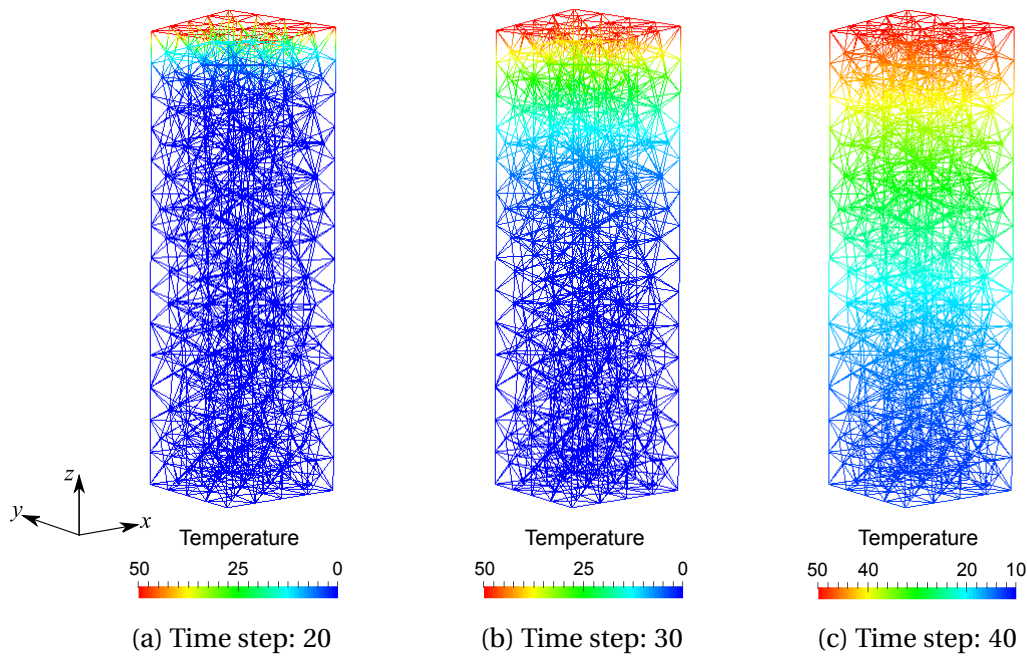 z
y
x
Temperature
50 25 0
(a) Time step: 20
Temperature
50 25 0
(b) Time step: 30
Temperature
50 40 20 10
(c) Time step: 40